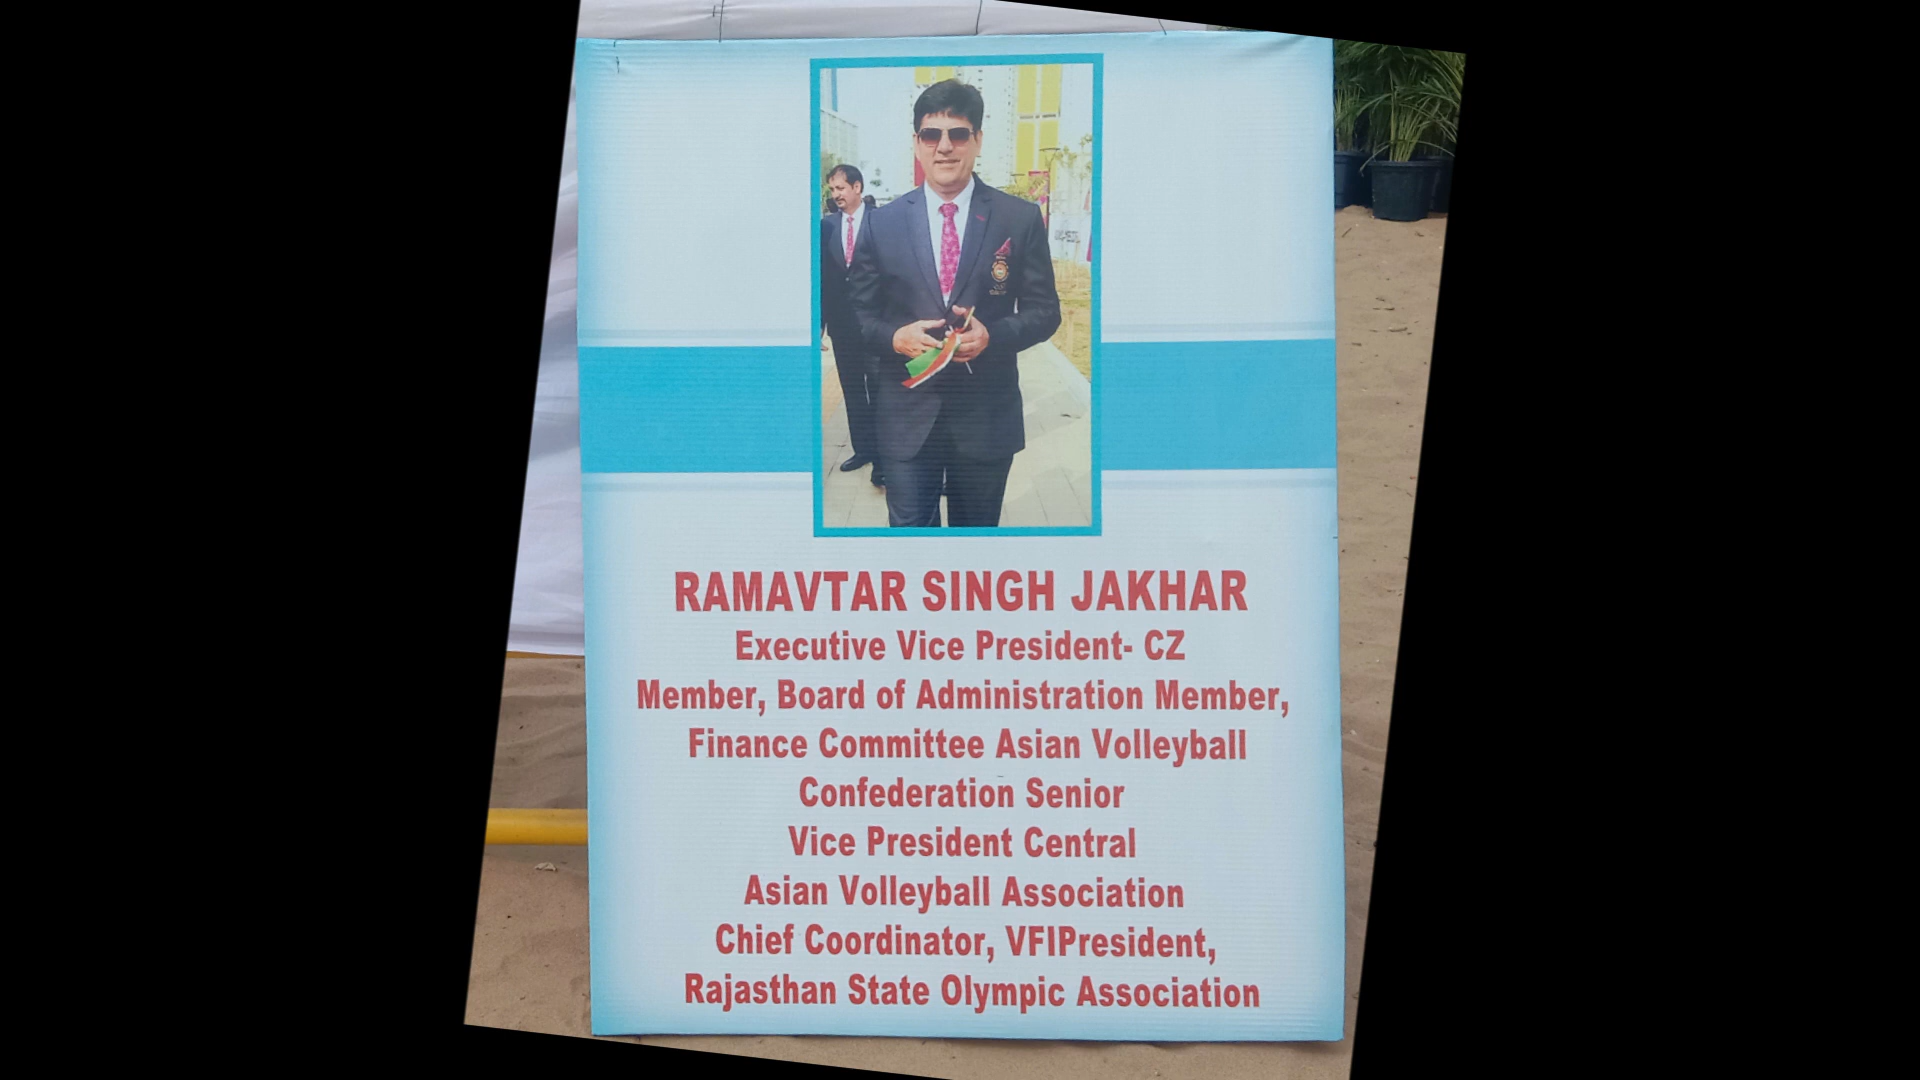 RAMAVTAR SINGH JAKHAR
Executive Vice President- CZ
Member, Board of Administration Member,
Finance Committee Asian Volleyball
Confederation Senior
Vice President Central
Asian Volleyball Association
Chief Coordinator, VFIPresident,
Rajasthan State Olympic Association